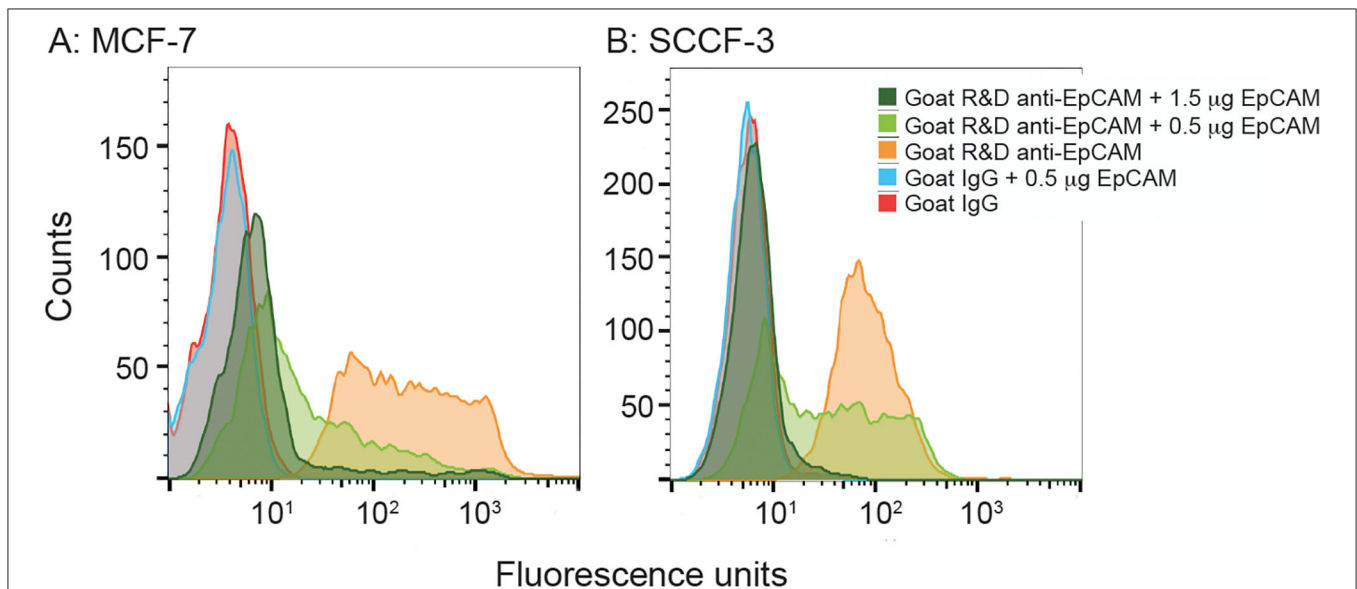 A: MCF-7
B: SCCF-3
Goat R&D anti-EpCAM + 1.5 μg EpCAM
Goat R&D anti-EpCAM + 0.5 μg EpCAM
Goat R&D anti-EpCAM
Goat IgG + 0.5 μg EpCAM
Goat IgG
Counts
150
100
50
250
200
150
100
50
10¹ 10² 10³
10¹ 10² 10³
Fluorescence units